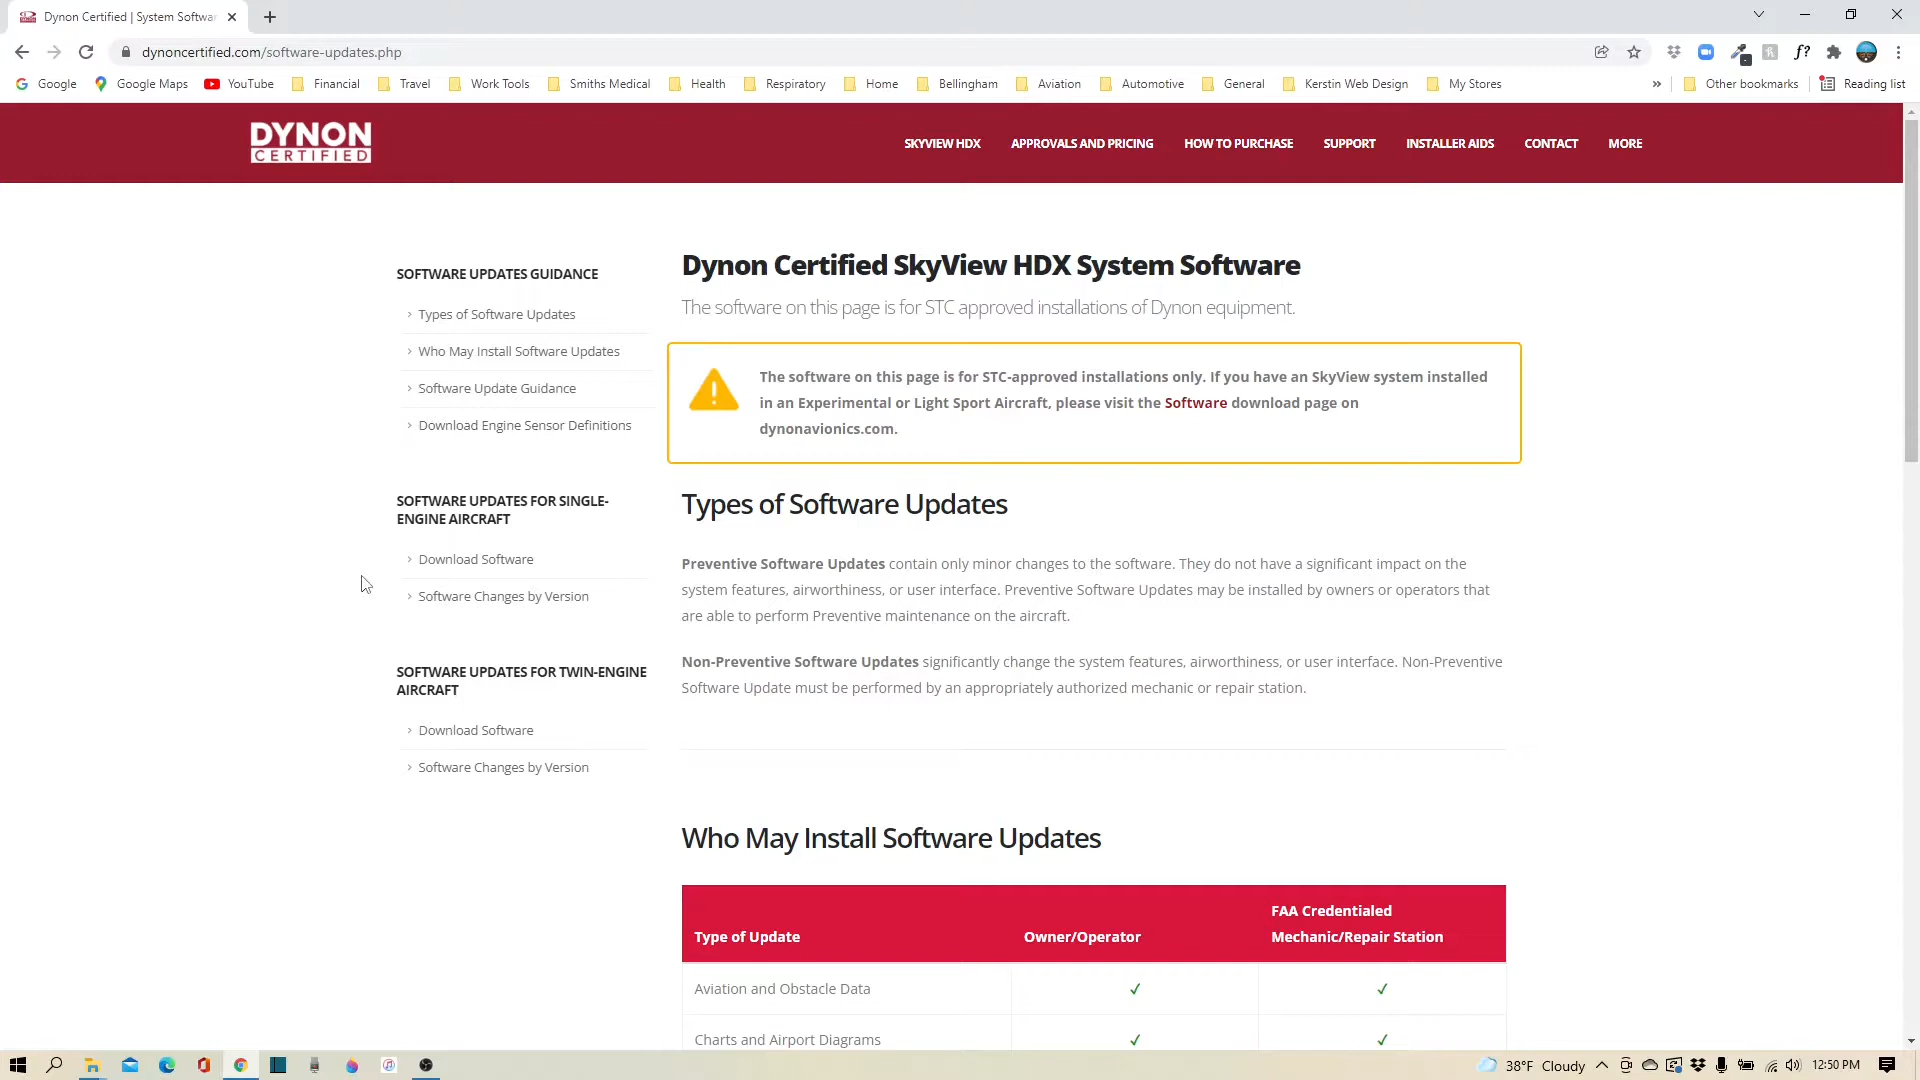 Dynon Certified | System Softwar
dynoncertified.com/software-updates.php
f?
Google
Google Maps
YouTube
Financial
Travel
Work Tools
Smiths Medical
Health
Respiratory
Home
Bellingham
Aviation
Automotive
General
Kerstin Web Design
My Stores
»
Other bookmarks
Reading list
DYNON
CERTIFIED
SKYVIEW HDX
APPROVALS AND PRICING
HOW TO PURCHASE
SUPPORT
INSTALLER AIDS
CONTACT
MORE
SOFTWARE UPDATES GUIDANCE
Types of Software Updates
Who May Install Software Updates
Software Update Guidance
Download Engine Sensor Definitions
SOFTWARE UPDATES FOR SINGLE-
ENGINE AIRCRAFT
Download Software
Software Changes by Version
SOFTWARE UPDATES FOR TWIN-ENGINE
AIRCRAFT
Download Software
Software Changes by Version
Dynon Certified SkyView HDX System Software
The software on this page is for STC approved installations of Dynon equipment.
The software on this page is for STC-approved installations only. If you have an SkyView system installed
in an Experimental or Light Sport Aircraft, please visit the Software download page on
dynonavionics.com.
Types of Software Updates
Preventive Software Updates contain only minor changes to the software. They do not have a significant impact on the
system features, airworthiness, or user interface. Preventive Software Updates may be installed by owners or operators that
are able to perform Preventive maintenance on the aircraft.
Non-Preventive Software Updates significantly change the system features, airworthiness, or user interface. Non-Preventive
Software Update must be performed by an appropriately authorized mechanic or repair station.
Who May Install Software Updates
Type of Update
Owner/Operator
FAA Credentialed
Mechanic/Repair Station
Aviation and Obstacle Data
✓
✓
Charts and Airport Diagrams
✓
✓
38°F Cloudy
12:50 PM